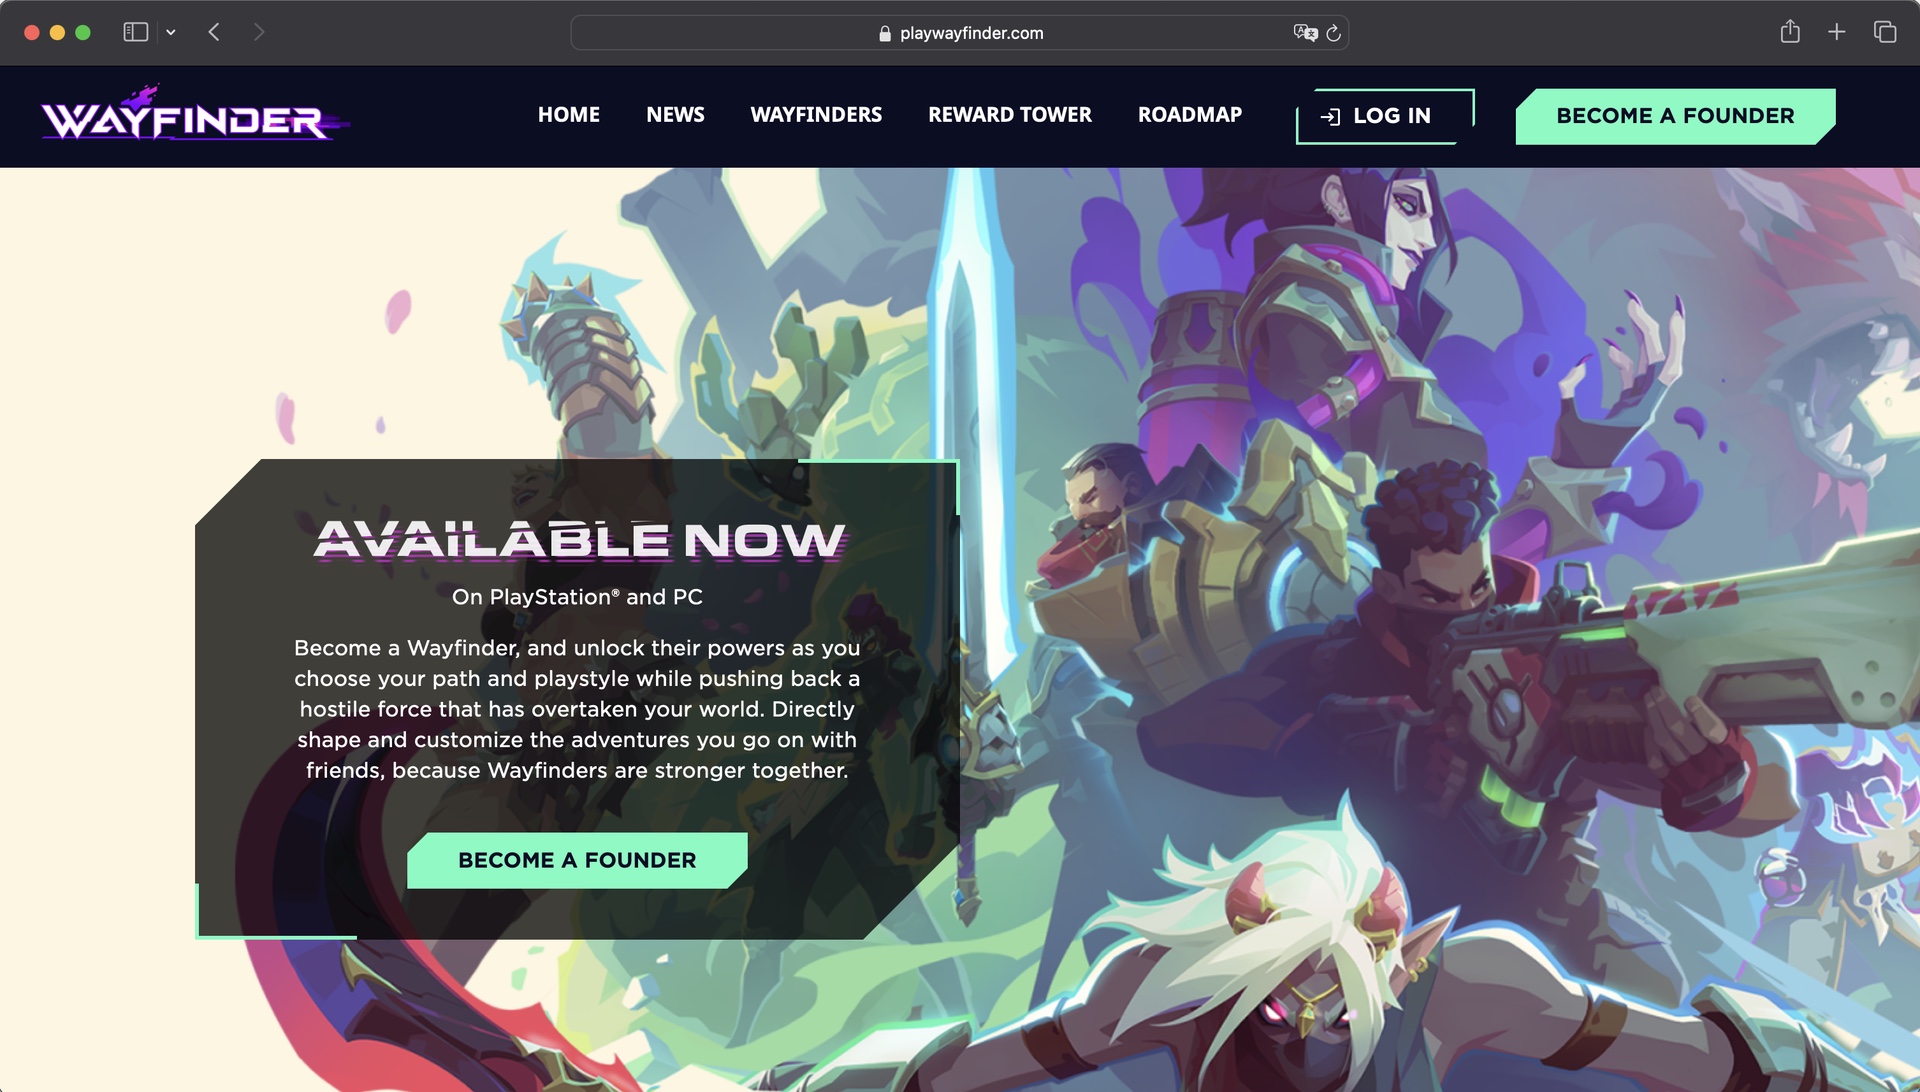 playwayfinder.com
WAYFINDER
HOME
NEWS
WAYFINDERS
REWARD TOWER
ROADMAP
LOG IN
BECOME A FOUNDER
AVAILABLE NOW
On PlayStation® and PC
Become a Wayfinder, and unlock their powers as you
choose your path and playstyle while pushing back a
hostile force that has overtaken your world. Directly
shape and customize the adventures you go on with
friends, because Wayfinders are stronger together.
BECOME A FOUNDER